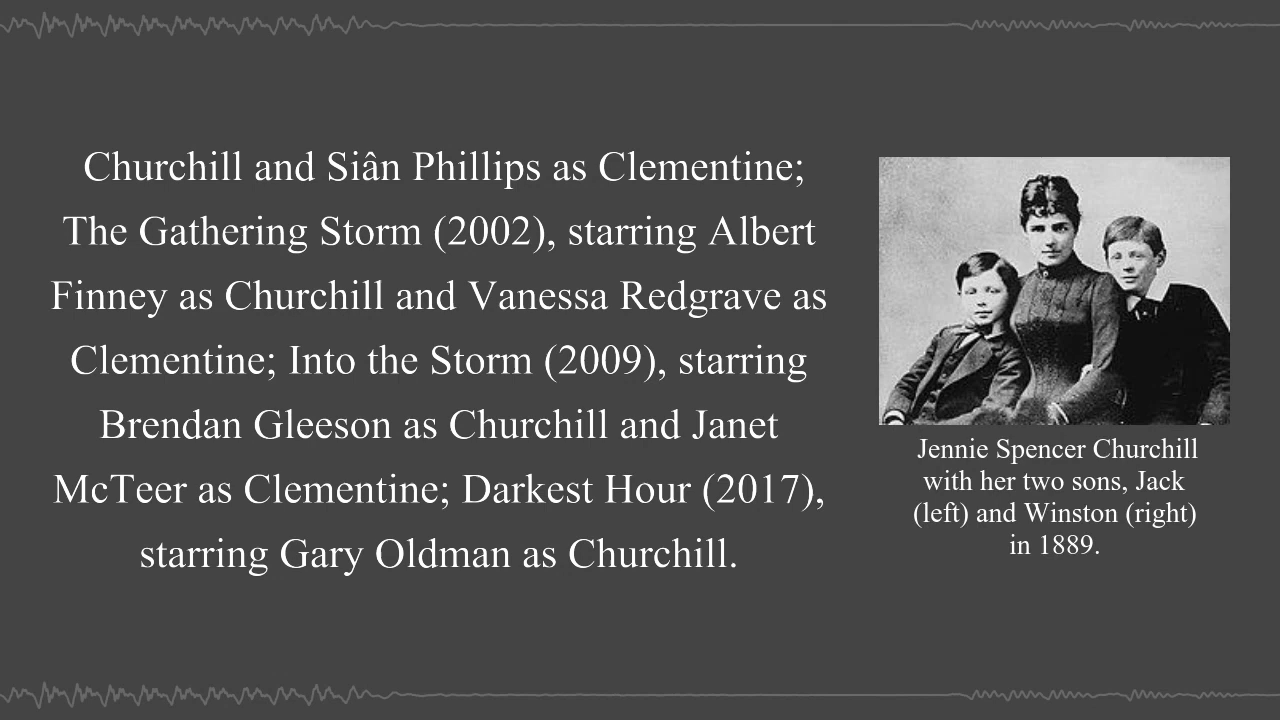 Churchill and Siân Phillips as Clementine;
The Gathering Storm (2002), starring Albert
Finney as Churchill and Vanessa Redgrave as
Clementine; Into the Storm (2009), starring
Brendan Gleeson as Churchill and Janet
McTeer as Clementine; Darkest Hour (2017),
starring Gary Oldman as Churchill.
Jennie Spencer Churchill
with her two sons, Jack
(left) and Winston (right)
in 1889.